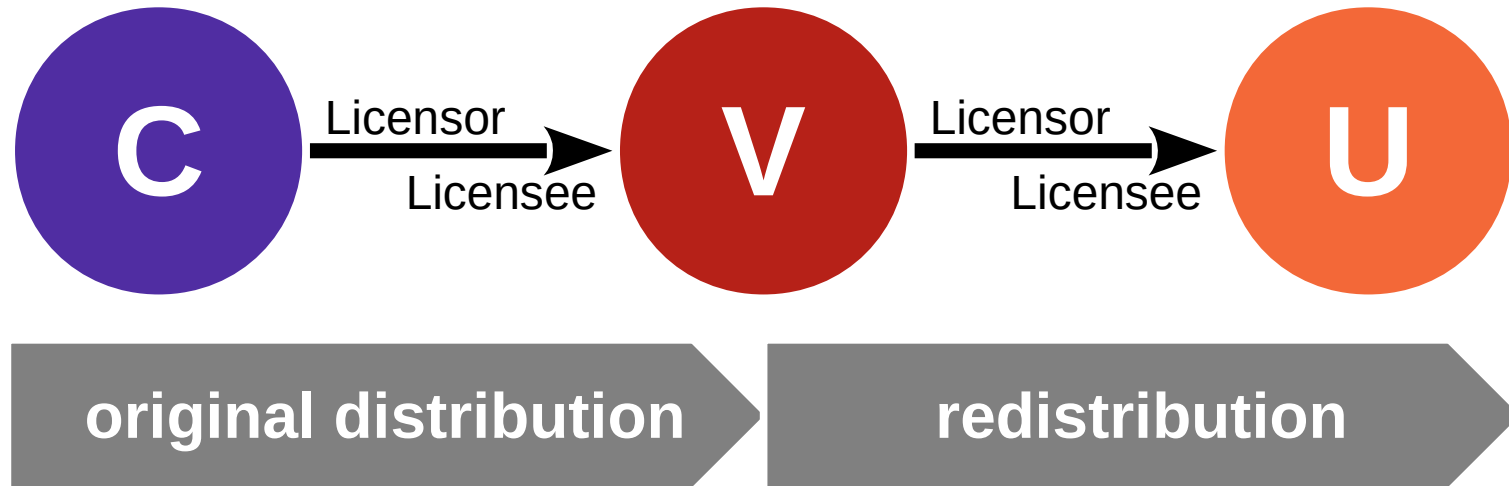 C
Licensor
Licensee
V
Licensor
Licensee
U
original distribution
redistribution